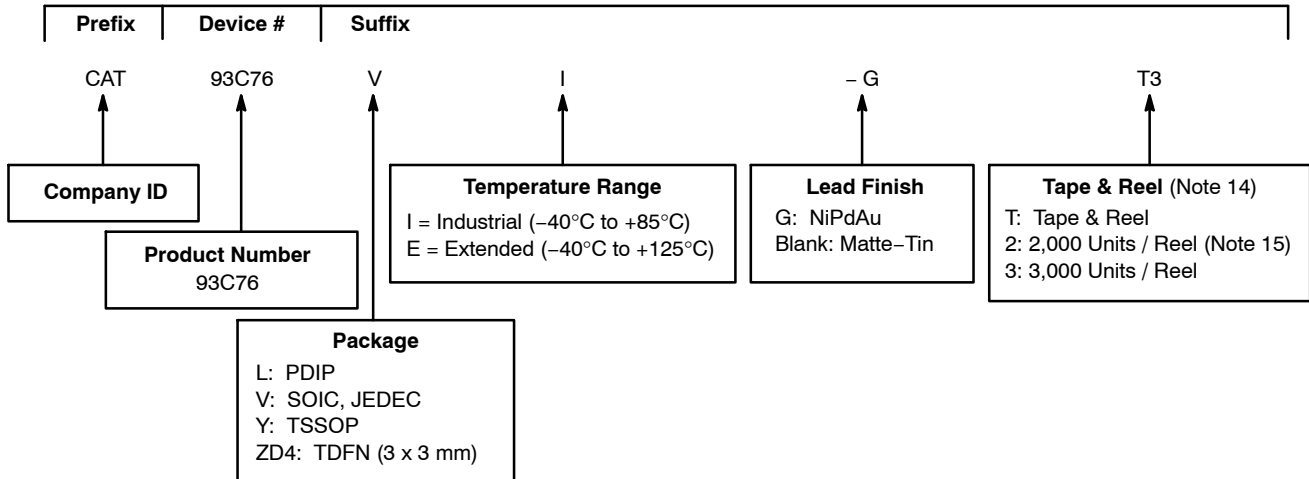 Prefix Device # Suffix
CAT 93C76 V I – G T3
Company ID
Product Number
93C76
Package
L: PDIP
V: SOIC, JEDEC
Y: TSSOP
ZD4: TDFN (3 x 3 mm)
Temperature Range
I = Industrial (−40°C to +85°C)
E = Extended (−40°C to +125°C)
Lead Finish
G: NiPdAu
Blank: Matte−Tin
Tape & Reel (Note 14)
T: Tape & Reel
2: 2,000 Units / Reel (Note 15)
3: 3,000 Units / Reel